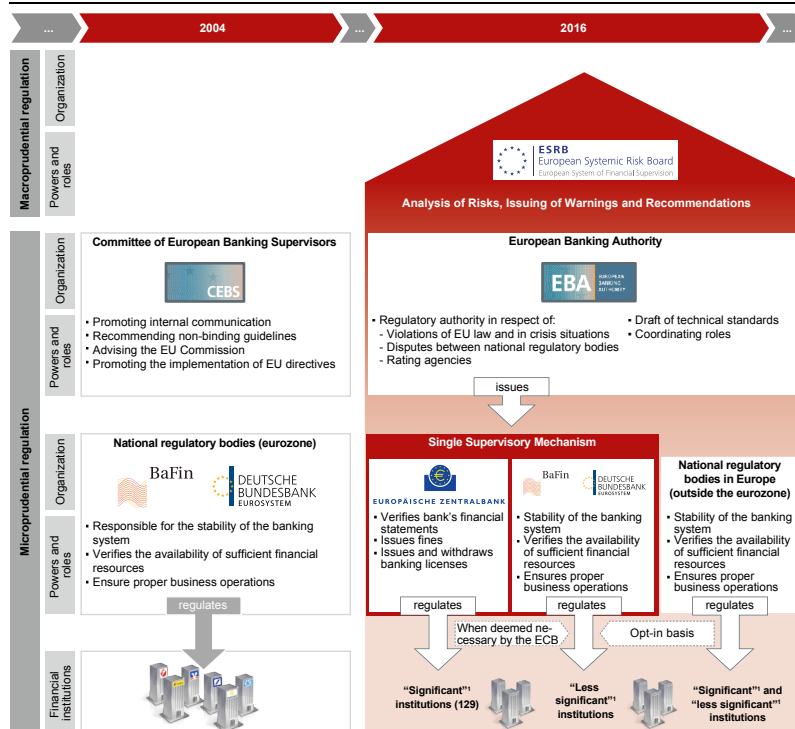 ...
2004
...
2016
...
Macroprudential regulation
Organization
Powers and
roles
ESRB
European Systemic Risk Board
European System of Financial Supervision
Analysis of Risks, Issuing of Warnings and Recommendations
Microprudential regulation
Organization
Committee of European Banking Supervisors
CEBS
European Banking Authority
EBA
EUROPEAN
BANKING
AUTHORITY
Powers and
roles
▪ Promoting internal communication
▪ Recommending non-binding guidelines
▪ Advising the EU Commission
▪ Promoting the implementation of EU directives
▪ Regulatory authority in respect of:
- Violations of EU law and in crisis situations
- Disputes between national regulatory bodies
- Rating agencies
▪ Draft of technical standards
▪ Coordinating roles
issues
Organization
National regulatory bodies (eurozone)
BaFin
DEUTSCHE
BUNDESBANK
EUROSYSTEM
Single Supervisory Mechanism
EUROPÄISCHE ZENTRALBANK
BaFin
DEUTSCHE
BUNDESBANK
EUROSYSTEM
National regulatory
bodies in Europe
(outside the eurozone)
Powers and
roles
▪ Responsible for the stability of the banking
system
▪ Verifies the availability of sufficient financial
resources
▪ Ensure proper business operations
▪ Verifies bank's financial
statements
▪ Issues fines
▪ Issues and withdraws
banking licenses
▪ Stability of the banking
system
▪ Verifies the availability
of sufficient financial
resources
▪ Ensures proper
business operations
▪ Stability of the banking
system
▪ Verifies the availability
of sufficient financial
resources
▪ Ensures proper
business operations
regulates
regulates
regulates
regulates
When deemed ne-
cessary by the ECB
Opt-in basis
Financial
institutions
"Significant"¹
institutions (129)
"Less
significant"¹
institutions
"Significant"¹ and
"less significant"¹
institutions